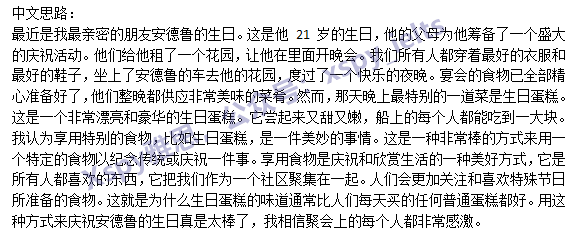 中文思路：
最近是我最亲密的朋友安德鲁的生日。这是他 21 岁的生日，他的父母为他筹备了一个盛大
的庆祝活动。他们给他租了一个花园，让他在里面开晚会。我们所有人都穿着最好的衣服和
最好的鞋子，坐上了安德鲁的车去他的花园，度过了一个快乐的夜晚。宴会的食物已全部精
心准备好了，他们整晚都供应非常美味的菜肴。然而，那天晚上最特别的一道菜是生日蛋糕。
这是一个非常漂亮和豪华的生日蛋糕。它尝起来又甜又嫩，船上的每个人都能吃到一大块。
我认为享用特别的食物，比如生日蛋糕，是一件美妙的事情。这是一种非常棒的方式来用一
个特定的食物以纪念传统或庆祝一件事。享用食物是庆祝和欣赏生活的一种美好方式，它是
所有人都喜欢的东西，它把我们作为一个社区聚集在一起。人们会更加关注和喜欢特殊节日
所准备的食物。这就是为什么生日蛋糕的味道通常比人们每天买的任何普通蛋糕都好。用这
种方式来庆祝安德鲁的生日真是太棒了，我相信聚会上的每个人都非常感激。